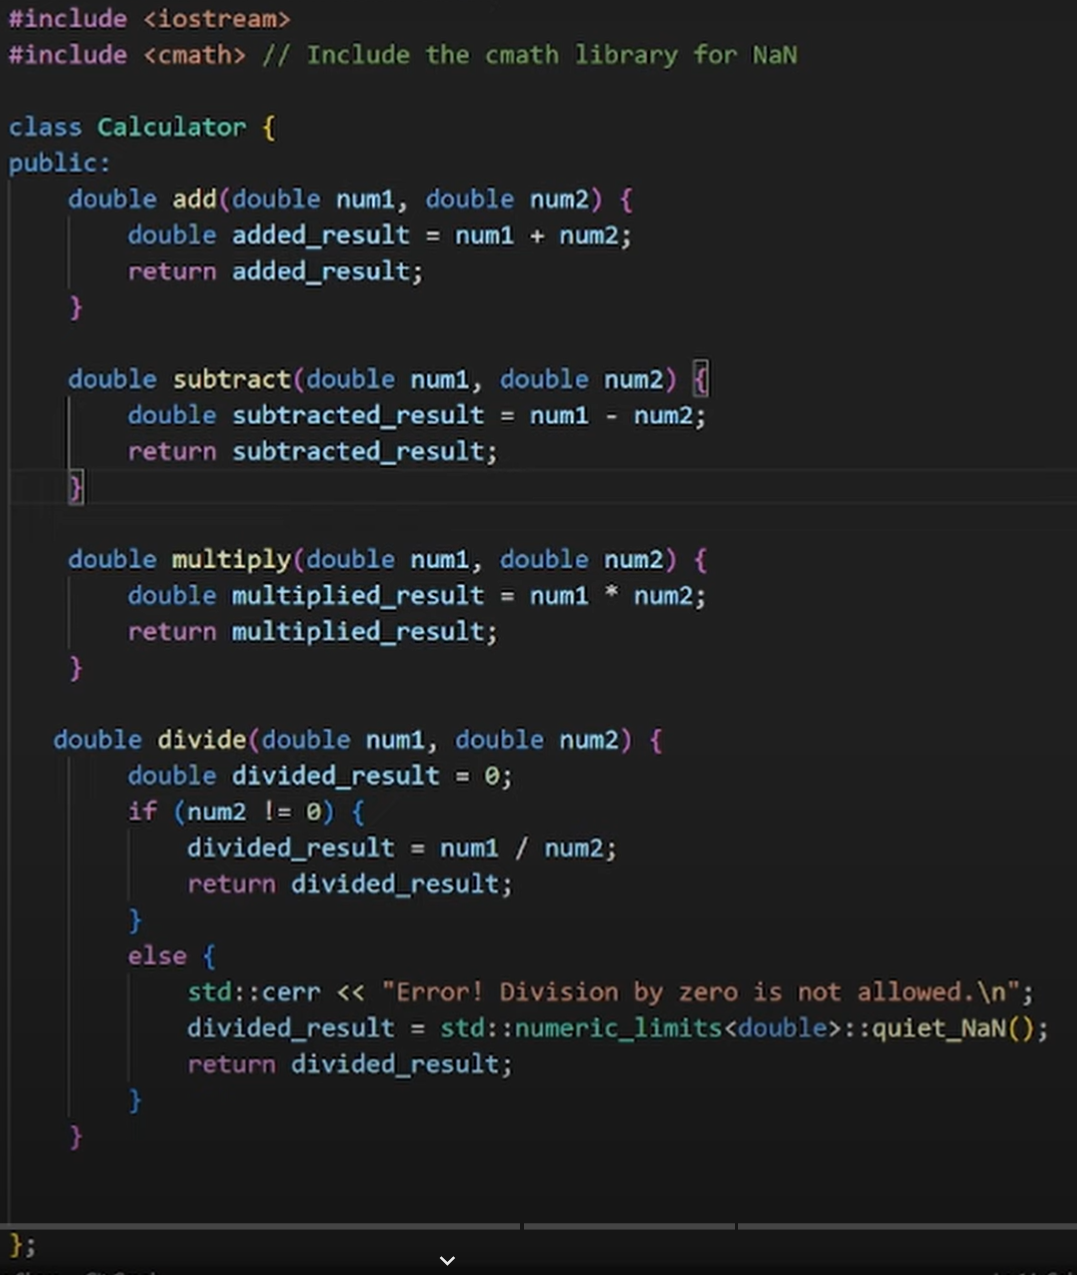 #include <iostream>
#include <cmath> // Include the cmath library for NaN
class Calculator {
public:
    double add(double num1, double num2) {
        double added_result = num1 + num2;
        return added_result;
    }
    double subtract(double num1, double num2) {
        double subtracted_result = num1 - num2;
        return subtracted_result;
    }
    double multiply(double num1, double num2) {
        double multiplied_result = num1 * num2;
        return multiplied_result;
    }
   double divide(double num1, double num2) {
        double divided_result = 0;
        if (num2 != 0) {
            divided_result = num1 / num2;
            return divided_result;
        }
        else {
            std::cerr << "Error! Division by zero is not allowed.\n";
            divided_result = std::numeric_limits<double>::quiet_NaN();
            return divided_result;
        }
    }
};